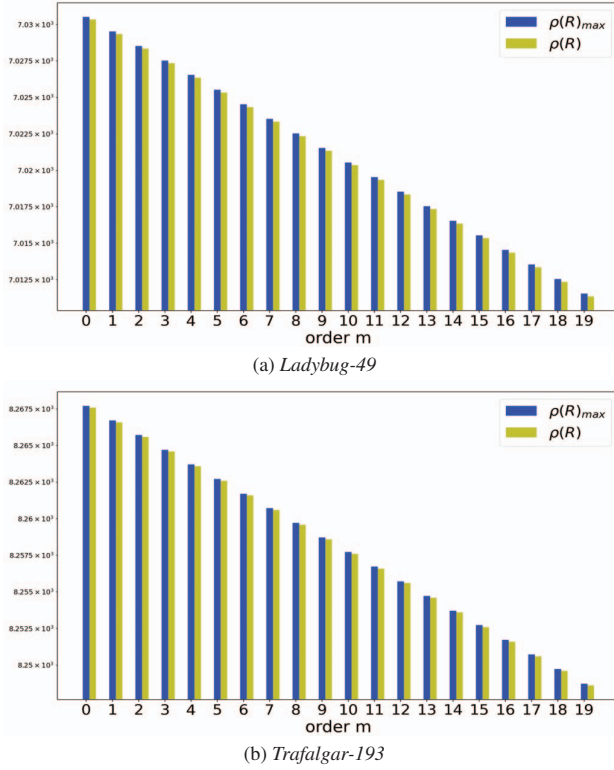 7.03 × 10³
ρ(R)max
7.0275 × 10³
ρ(R)
7.025 × 10³
7.0225 × 10³
7.02 × 10³
7.0175 × 10³
7.015 × 10³
7.0125 × 10³
0 1 2 3 4 5 6 7 8 9 10 11 12 13 14 15 16 17 18 19
order m
(a) Ladybug-49
8.2675 × 10³
ρ(R)max
8.265 × 10³
ρ(R)
8.2625 × 10³
8.26 × 10³
8.2575 × 10³
8.255 × 10³
8.2525 × 10³
8.25 × 10³
0 1 2 3 4 5 6 7 8 9 10 11 12 13 14 15 16 17 18 19
order m
(b) Trafalgar-193